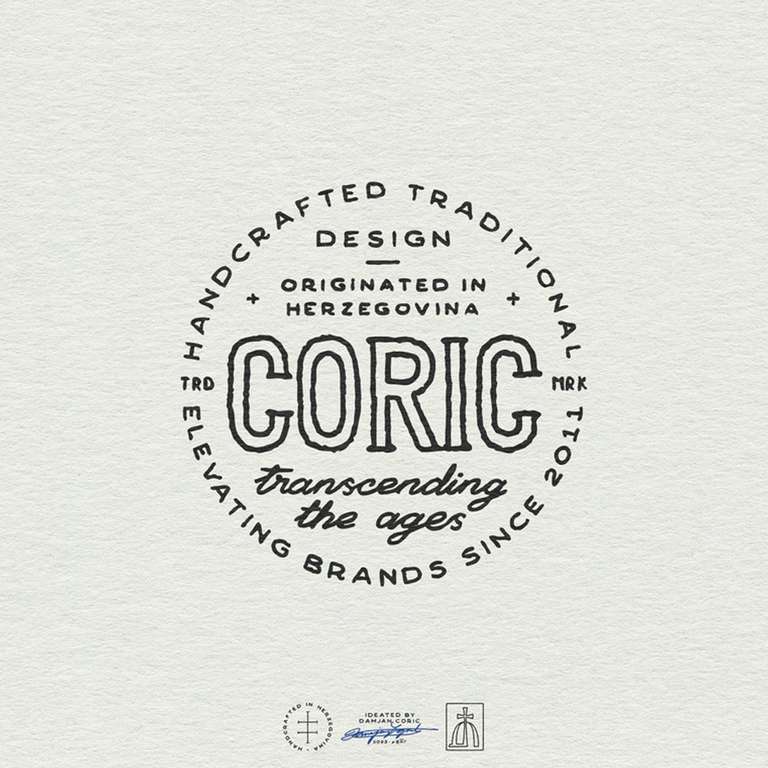 HANDCRAFTED TRADITIONAL
DESIGN
ORIGINATED IN
HERZEGOVINA
TRD
CORIC
MRK
transcending
the ages
ELEVATING BRANDS SINCE 2011
HANDCRAFTED IN HERZEGOVINA
IDEATED BY
DAMJAN CORIC